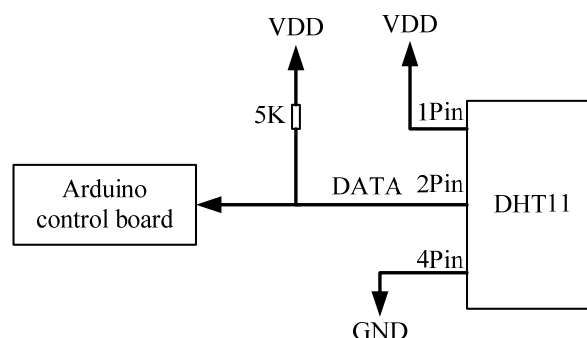 VDD
VDD
5K
1Pin
Arduino
control board
DATA
2Pin
DHT11
4Pin
GND